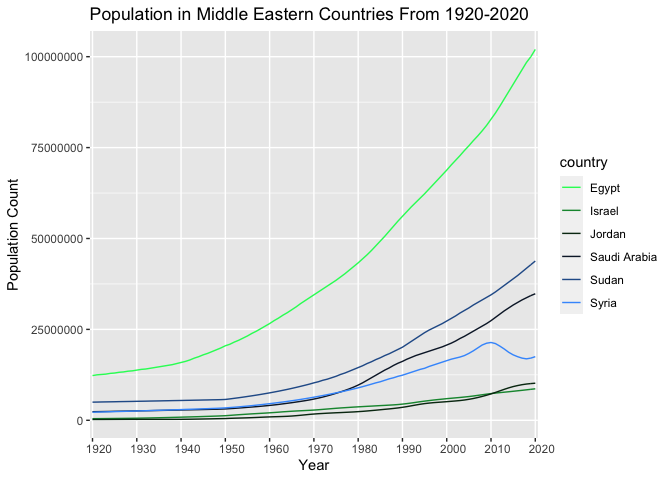 Population in Middle Eastern Countries From 1920-2020
Population Count
100000000
75000000
50000000
25000000
0
1920 1930 1940 1950 1960 1970 1980 1990 2000 2010 2020
Year
country
Egypt
Israel
Jordan
Saudi Arabia
Sudan
Syria